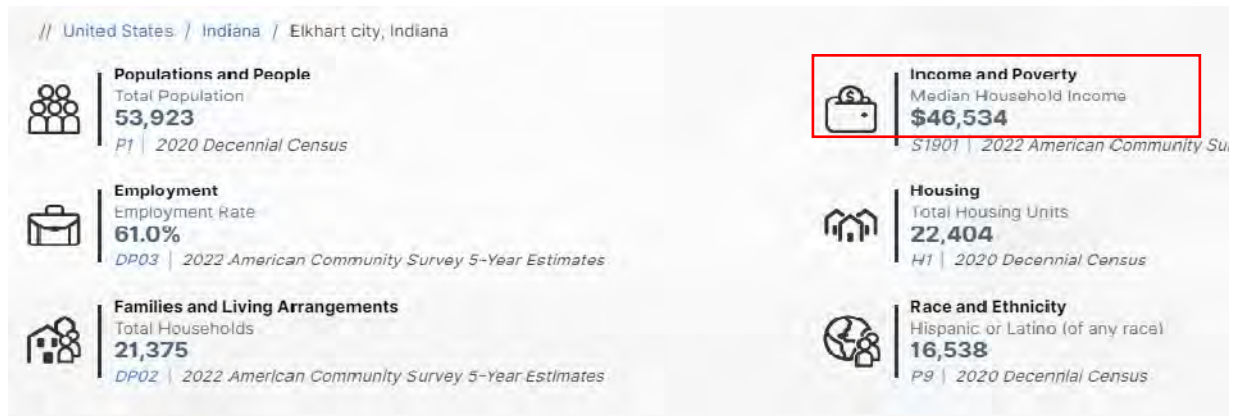 // United States / Indiana / Elkhart city, Indiana
Populations and People
Total Population
53,923
P1 | 2020 Decennial Census
Income and Poverty
Median Household Income
$46,534
S1901 | 2022 American Community Su
Employment
Employment Rate
61.0%
DP03 | 2022 American Community Survey 5-Year Estimates
Housing
Total Housing Units
22,404
H1 | 2020 Decennial Census
Families and Living Arrangements
Total Households
21,375
DP02 | 2022 American Community Survey 5-Year Estimates
Race and Ethnicity
Hispanic or Latino (of any race)
16,538
P9 | 2020 Decennial Census